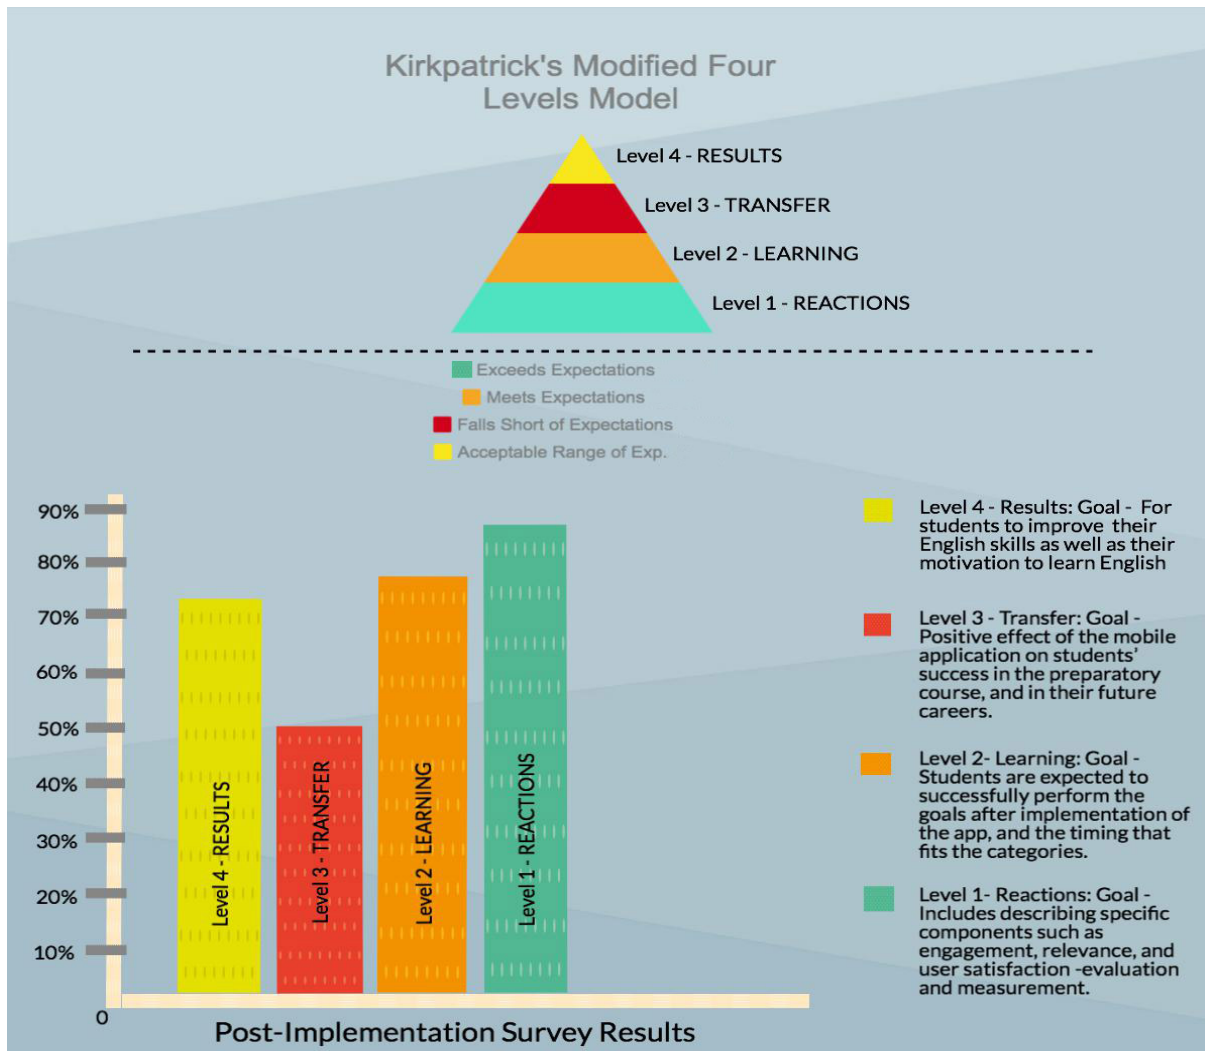 Kirkpatrick's Modified Four
Levels Model
Level 4 - RESULTS
Level 3 - TRANSFER
Level 2 - LEARNING
Level 1 - REACTIONS
Exceeds Expectations
Meets Expectations
Falls Short of Expectations
Acceptable Range of Exp.
90%
80%
70%
60%
50%
40%
30%
20%
10%
0
Level 4 - RESULTS
Level 3 - TRANSFER
Level 2 - LEARNING
Level 1 - REACTIONS
Post-Implementation Survey Results
Level 4 - Results: Goal - For
students to improve their
English skills as well as their
motivation to learn English
Level 3 - Transfer: Goal -
Positive effect of the mobile
application on students'
success in the preparatory
course, and in their future
careers.
Level 2- Learning: Goal -
Students are expected to
successfully perform the
goals after implementation of
the app, and the timing that
fits the categories.
Level 1- Reactions: Goal -
Includes describing specific
components such as
engagement, relevance, and
user satisfaction -evaluation
and measurement.